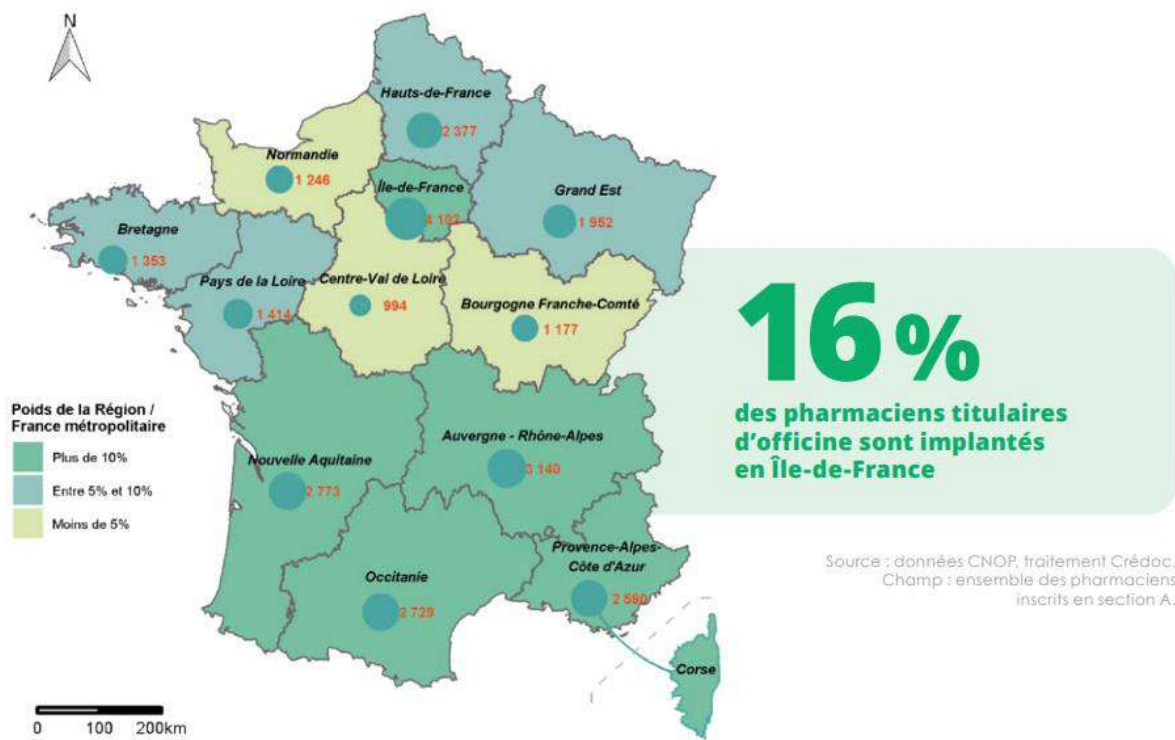 N
Hauts-de-France
2 377
Normandie
1 246
Île-de-France
4 102
Grand Est
1 952
Bretagne
1 353
Pays de la Loire
1 414
Centre-Val de Loire
994
Bourgogne Franche-Comté
1 177
Poids de la Région /
France métropolitaire
Plus de 10%
Entre 5% et 10%
Moins de 5%
Auvergne - Rhône-Alpes
3 140
Nouvelle Aquitaine
2 773
Provence-Alpes-
Côte d'Azur
2 590
Occitanie
2 729
Corse
0 100 200km
16 %
des pharmaciens titulaires
d'officine sont implantés
en Île-de-France
Source : données CNOP, traitement Crédoc.
Champ : ensemble des pharmaciens
inscrits en section A.